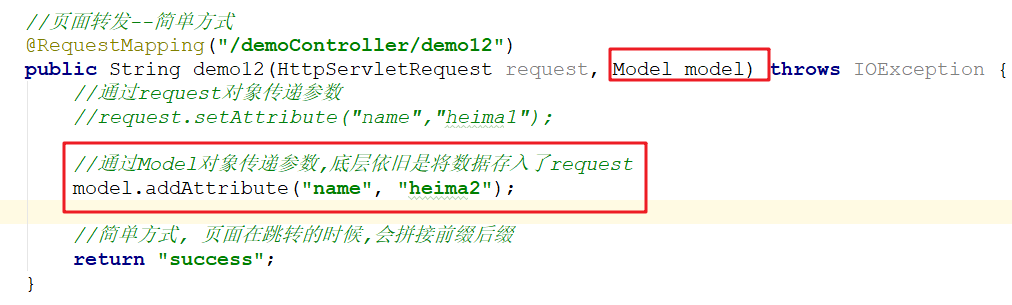 //页面转发--简单方式
@RequestMapping("/demoController/demo12")
public String demo12(HttpServletRequest request, Model model) throws IOException {
//通过request对象传递参数
//request.setAttribute("name","heima1");
//通过Model对象传递参数,底层依旧是将数据存入了request
model.addAttribute("name", "heima2");
//简单方式, 页面在跳转的时候,会拼接前缀后缀
return "success";
}